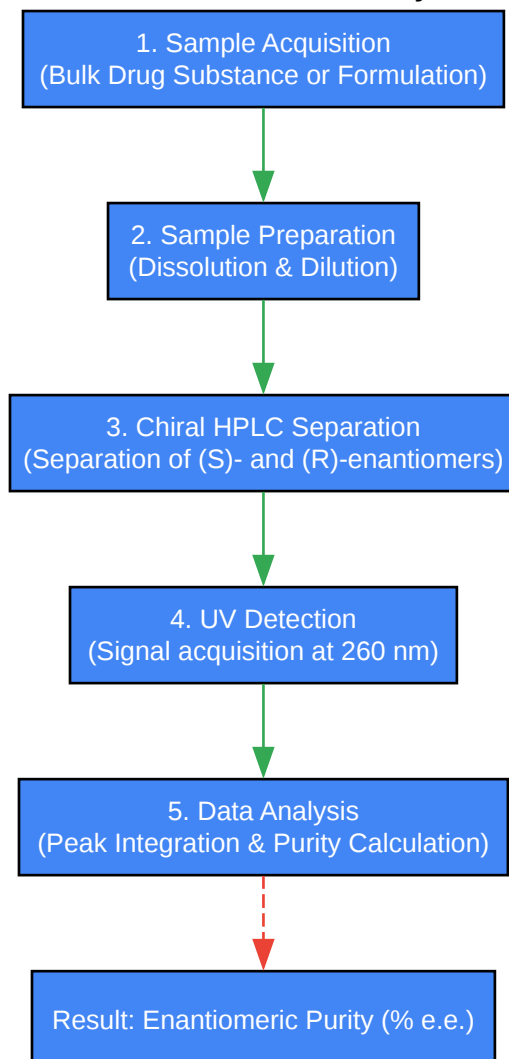 1. Sample Acquisition
(Bulk Drug Substance or Formulation)
2. Sample Preparation
(Dissolution & Dilution)
3. Chiral HPLC Separation
(Separation of (S)- and (R)-enantiomers)
4. UV Detection
(Signal acquisition at 260 nm)
5. Data Analysis
(Peak Integration & Purity Calculation)
Result: Enantiomeric Purity (% e.e.)